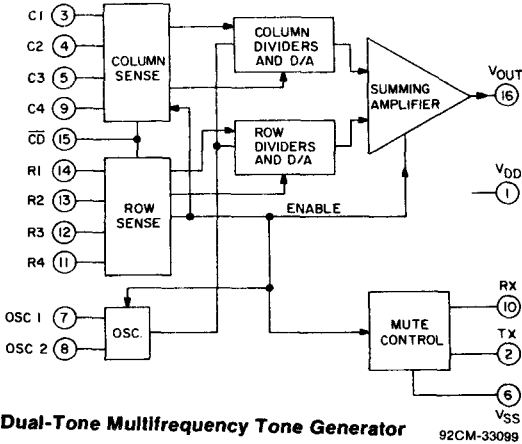 C1 3
C2 4
C3 5
C4 9
CD 15
R1 14
R2 13
R3 12
R4 11
OSC 1 7
OSC 2 8
COLUMN
SENSE
ROW
SENSE
OSC.
COLUMN
DIVIDERS
AND D/A
ROW
DIVIDERS
AND D/A
ENABLE
SUMMING
AMPLIFIER
VOUT
16
VDD
1
MUTE
CONTROL
RX
10
TX
2
6
VSS
Dual-Tone Multifrequency Tone Generator
92CM-33099